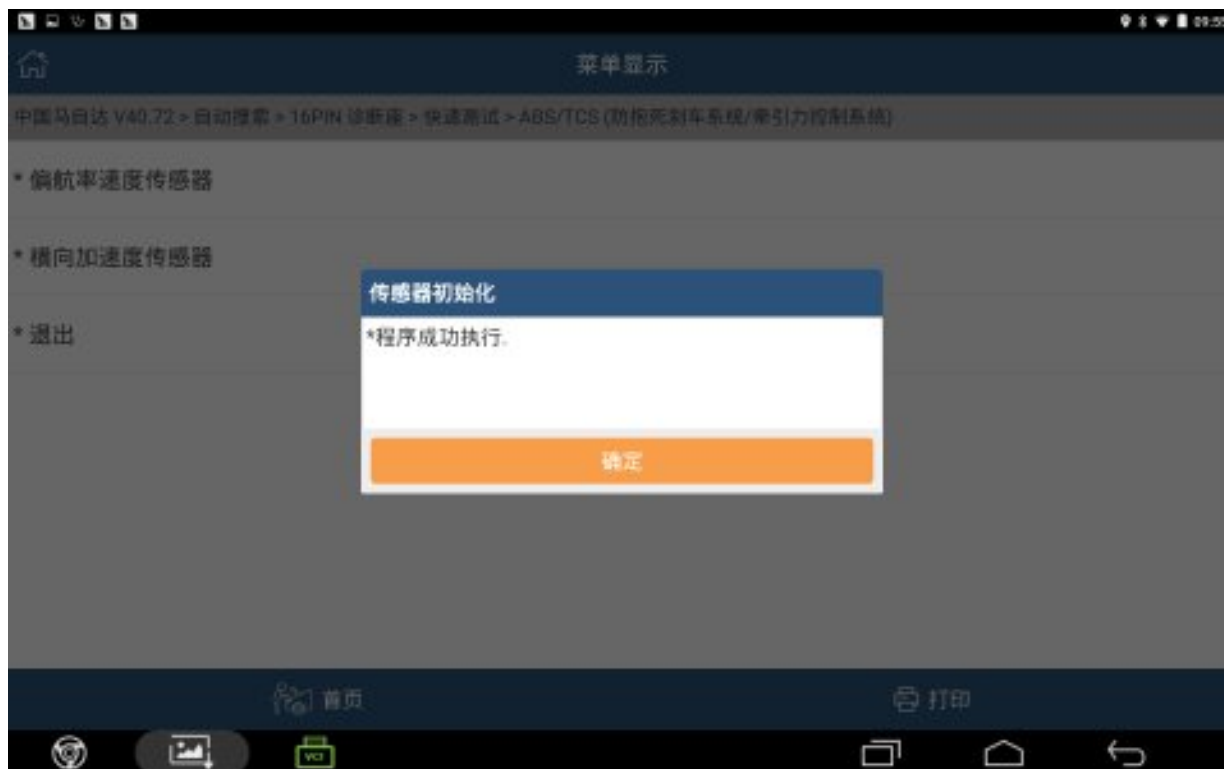 09:55
菜单显示
中国马自达 V40.72 > 自动搜索 > 16PIN 诊断座 > 快速测试 > ABS/TCS (防抱死刹车系统/牵引力控制系统)
* 偏航率速度传感器
* 横向加速度传感器
* 退出
传感器初始化
*程序成功执行.
确定
首页
打印
VCI